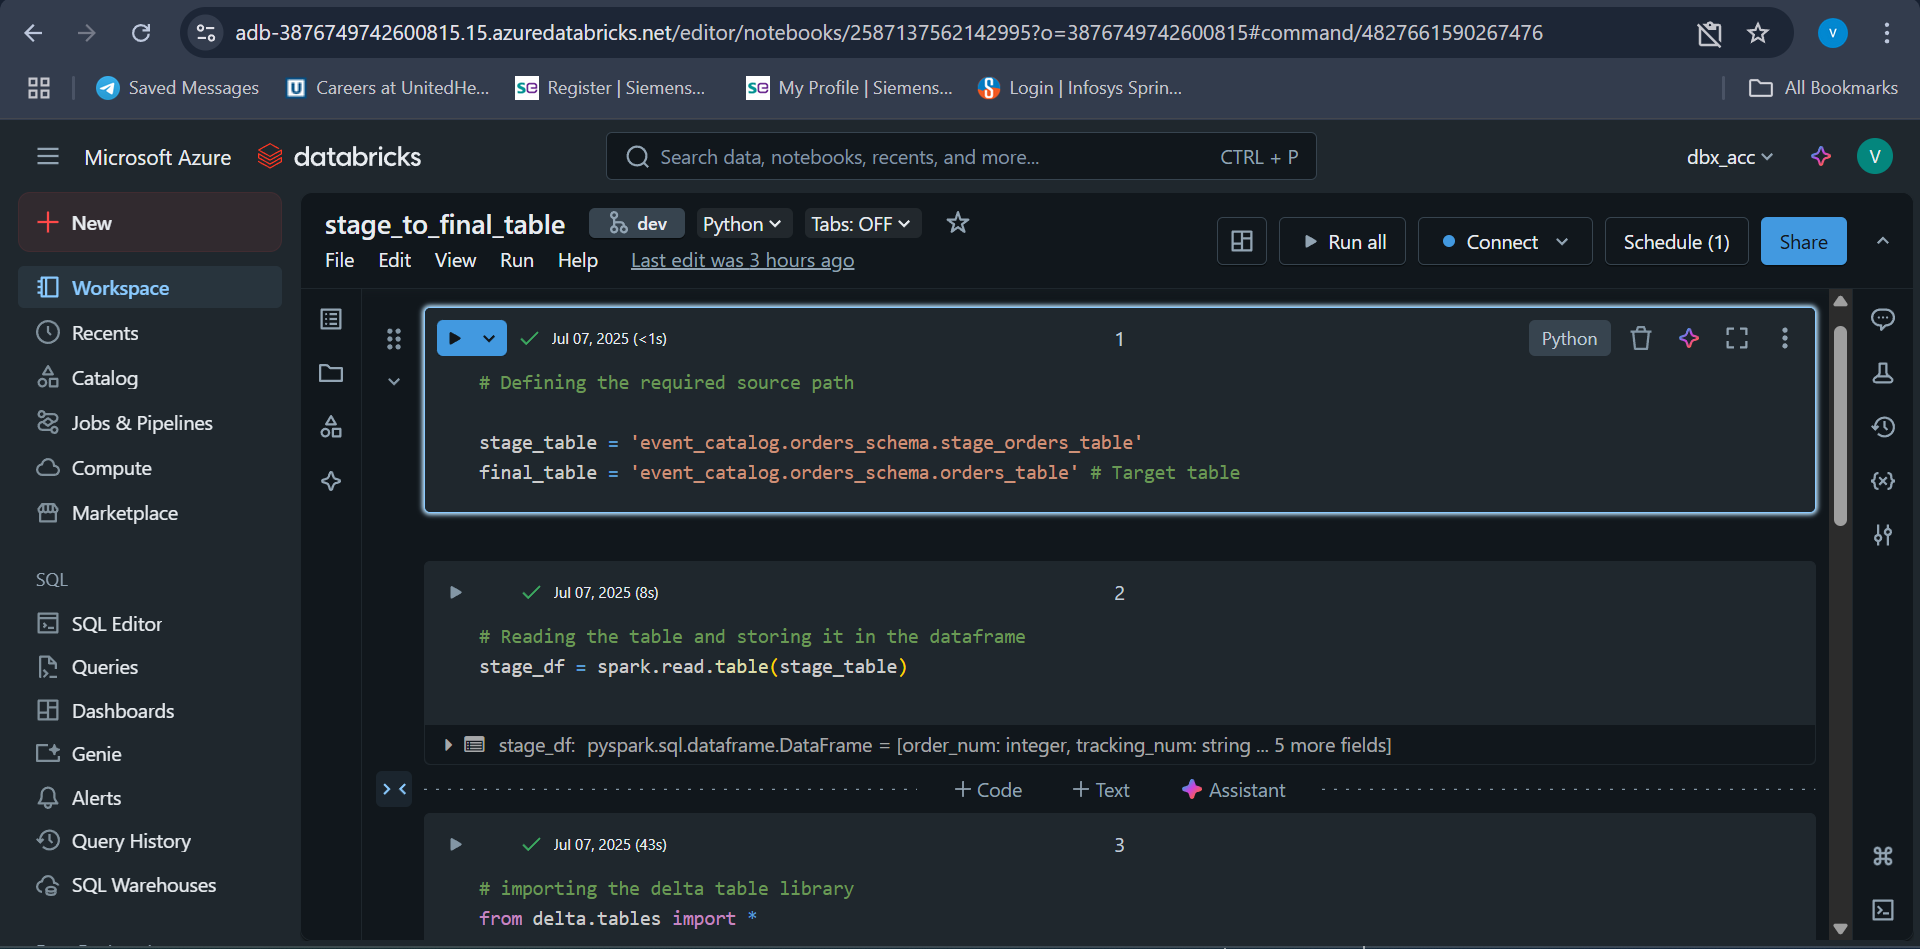 adb-3876749742600815.15.azuredatabricks.net/editor/notebooks/2587137562142995?o=3876749742600815#command/4827661590267476
V
Saved Messages
U Careers at UnitedHe...
se Register | Siemens...
se My Profile | Siemens...
Login | Infosys Sprin...
All Bookmarks
Microsoft Azure databricks
Search data, notebooks, recents, and more... CTRL + P
dbx_acc
V
New
Workspace
Recents
Catalog
Jobs & Pipelines
Compute
Marketplace
SQL
SQL Editor
Queries
Dashboards
Genie
Alerts
Query History
SQL Warehouses
stage_to_final_table dev Python Tabs: OFF
File Edit View Run Help Last edit was 3 hours ago
Run all Connect Schedule (1) Share
Jul 07, 2025 (<1s) 1 Python
# Defining the required source path
stage_table = 'event_catalog.orders_schema.stage_orders_table'
final_table = 'event_catalog.orders_schema.orders_table' # Target table
Jul 07, 2025 (8s) 2
# Reading the table and storing it in the dataframe
stage_df = spark.read.table(stage_table)
stage_df: pyspark.sql.dataframe.DataFrame = [order_num: integer, tracking_num: string ... 5 more fields]
+ Code + Text Assistant
Jul 07, 2025 (43s) 3
# importing the delta table library
from delta.tables import *